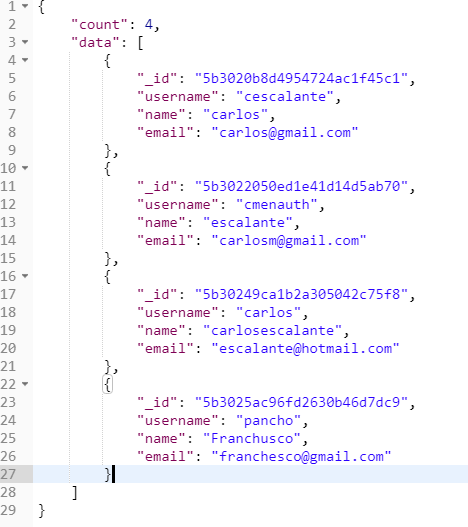 1 {
2     "count": 4,
3     "data": [
4         {
5             "_id": "5b3020b8d4954724ac1f45c1",
6             "username": "cescalante",
7             "name": "carlos",
8             "email": "carlos@gmail.com"
9         },
10         {
11             "_id": "5b3022050ed1e41d14d5ab70",
12             "username": "cmenauth",
13             "name": "escalante",
14             "email": "carlosm@gmail.com"
15         },
16         {
17             "_id": "5b30249ca1b2a305042c75f8",
18             "username": "carlos",
19             "name": "carlosescalante",
20             "email": "escalante@hotmail.com"
21         },
22         {
23             "_id": "5b3025ac96fd2630b46d7dc9",
24             "username": "pancho",
25             "name": "Franchusco",
26             "email": "franchesco@gmail.com"
27         }
28     ]
29 }